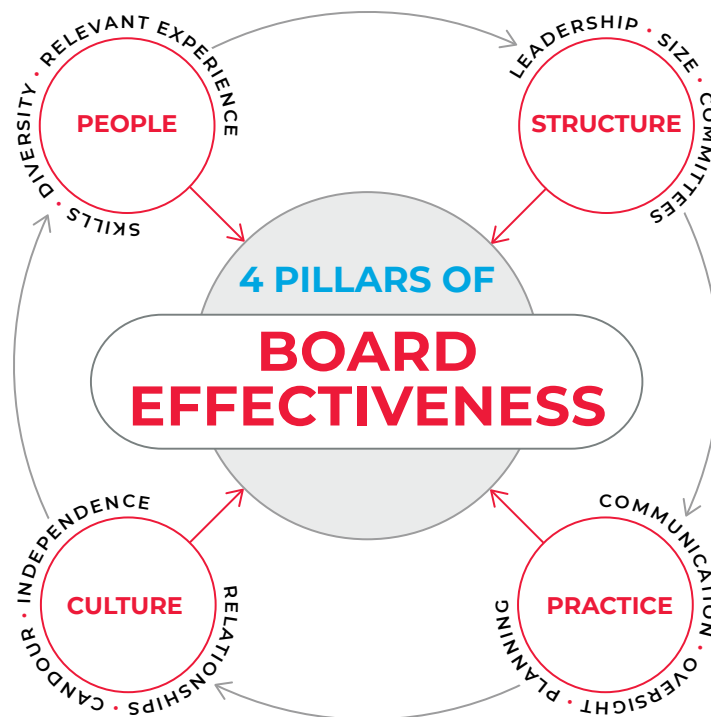 SKILLS • DIVERSITY • RELEVANT EXPERIENCE
PEOPLE
LEADERSHIP • SIZE • COMMITTEES
STRUCTURE
4 PILLARS OF
BOARD
EFFECTIVENESS
RELATIONSHIPS • CANDOUR • INDEPENDENCE
CULTURE
COMMUNICATION • OVERSIGHT • PLANNING
PRACTICE